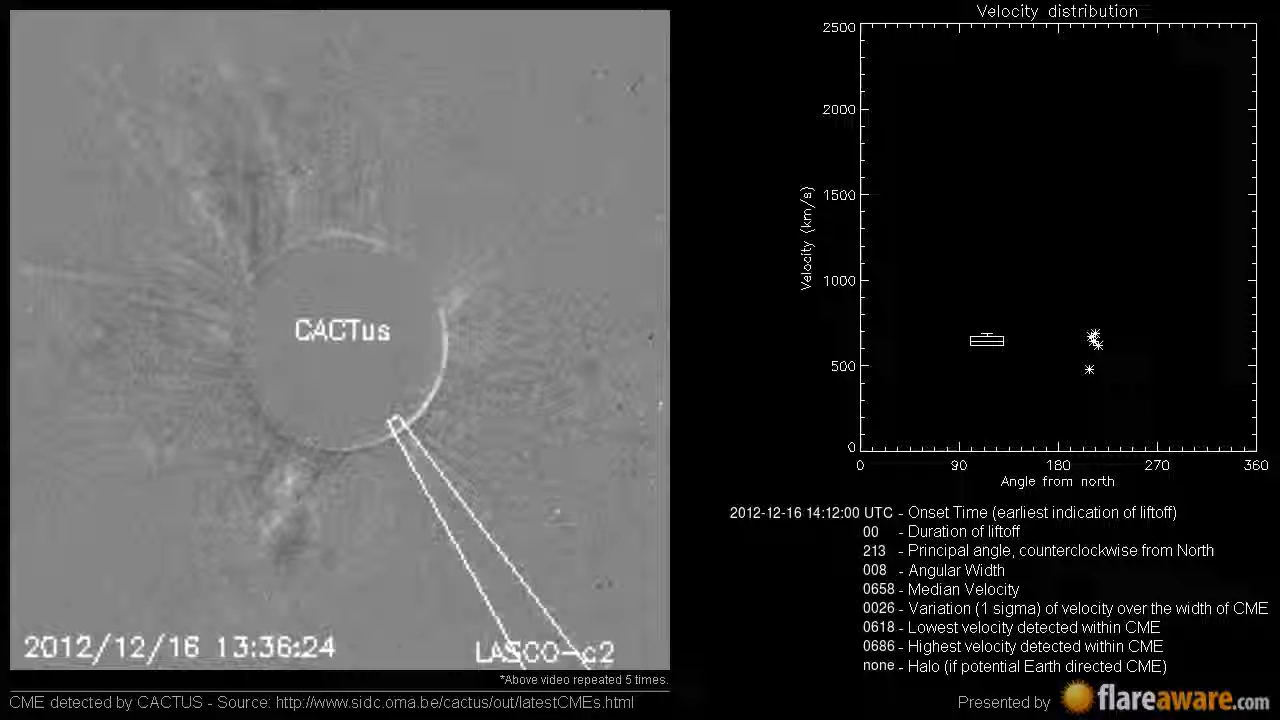 CACTus
2012/12/16 13:36:24
LASCO-c2
*Above video repeated 5 times.
CME detected by CACTUS - Source: http://www.sidc.oma.be/cactus/out/latestCMEs.html
Velocity distribution
Velocity (km/s)
2500
2000
1500
1000
500
0
0 90 180 270 360
Angle from north
2012-12-16 14:12:00 UTC - Onset Time (earliest indication of liftoff)
00 - Duration of liftoff
213 - Principal angle, counterclockwise from North
008 - Angular Width
0658 - Median Velocity
0026 - Variation (1 sigma) of velocity over the width of CME
0618 - Lowest velocity detected within CME
0686 - Highest velocity detected within CME
none - Halo (if potential Earth directed CME)
Presented by flareaware.com